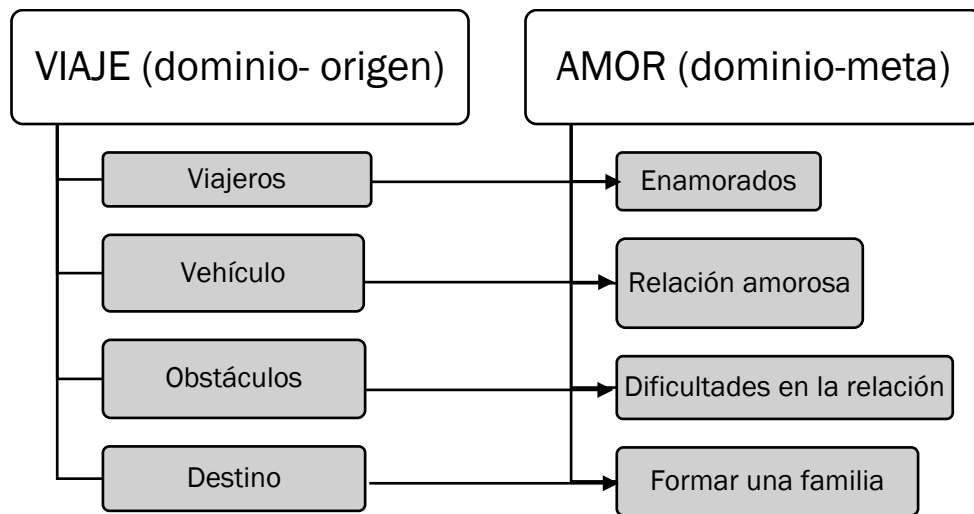 VIAJE (dominio- origen)
AMOR (dominio-meta)
Viajeros
Enamorados
Vehículo
Relación amorosa
Obstáculos
Dificultades en la relación
Destino
Formar una familia